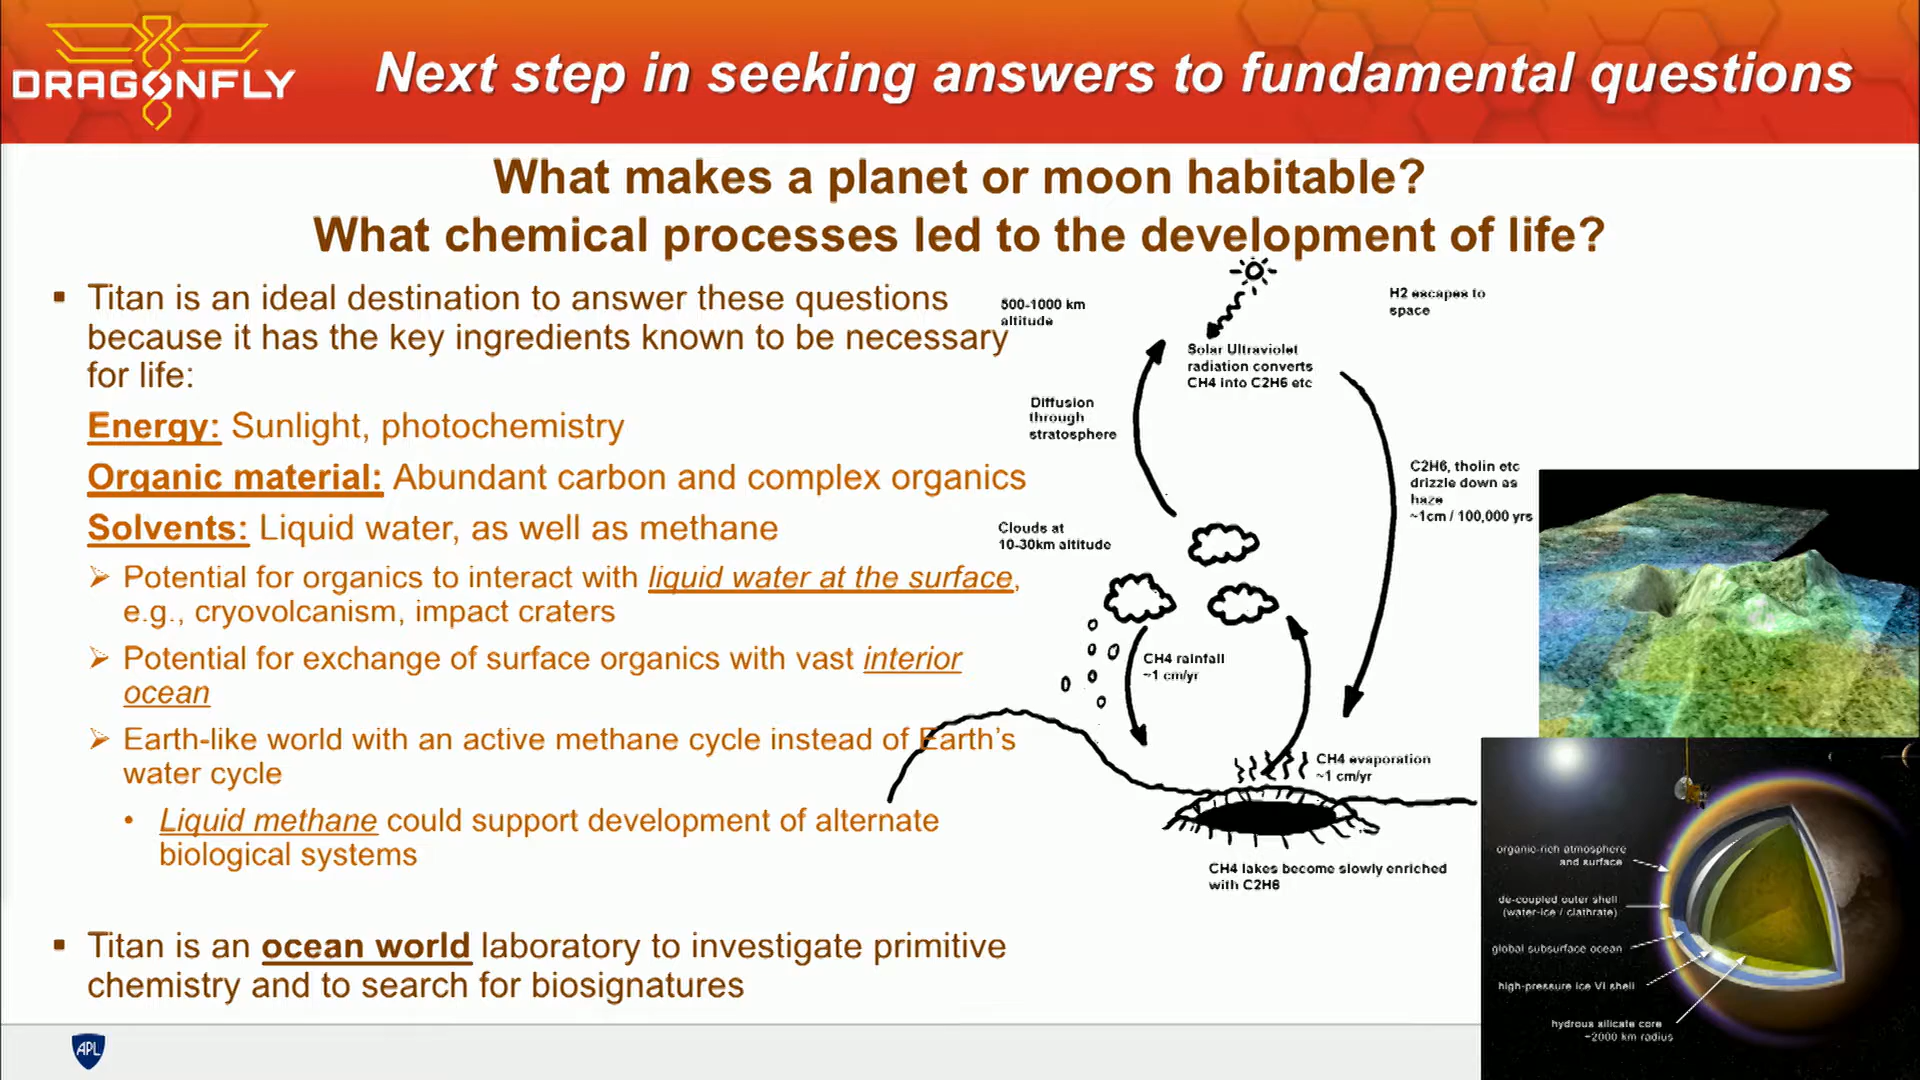 DRAGONFLY
Next step in seeking answers to fundamental questions
What makes a planet or moon habitable?
What chemical processes led to the development of life?
▪ Titan is an ideal destination to answer these questions
because it has the key ingredients known to be necessary
for life:
Energy: Sunlight, photochemistry
Organic material: Abundant carbon and complex organics
Solvents: Liquid water, as well as methane
➢ Potential for organics to interact with liquid water at the surface,
e.g., cryovolcanism, impact craters
➢ Potential for exchange of surface organics with vast interior
ocean
➢ Earth-like world with an active methane cycle instead of Earth's
water cycle
• Liquid methane could support development of alternate
biological systems
▪ Titan is an ocean world laboratory to investigate primitive
chemistry and to search for biosignatures
500-1000 km
altitude
H2 escapes to
space
Solar Ultraviolet
radiation converts
CH4 into C2H6 etc
Diffusion
through
stratosphere
C2H6, tholin etc
drizzle down as
haze
~1cm / 100,000 yrs
Clouds at
10-30km altitude
CH4 rainfall
~1 cm/yr
CH4 evaporation
~1 cm/yr
CH4 lakes become slowly enriched
with C2H6
organic-rich atmosphere
and surface
de-coupled outer shell
(water-ice / clathrate)
global subsurface ocean
high-pressure ice VI shell
hydrous silicate core
~2000 km radius
APL